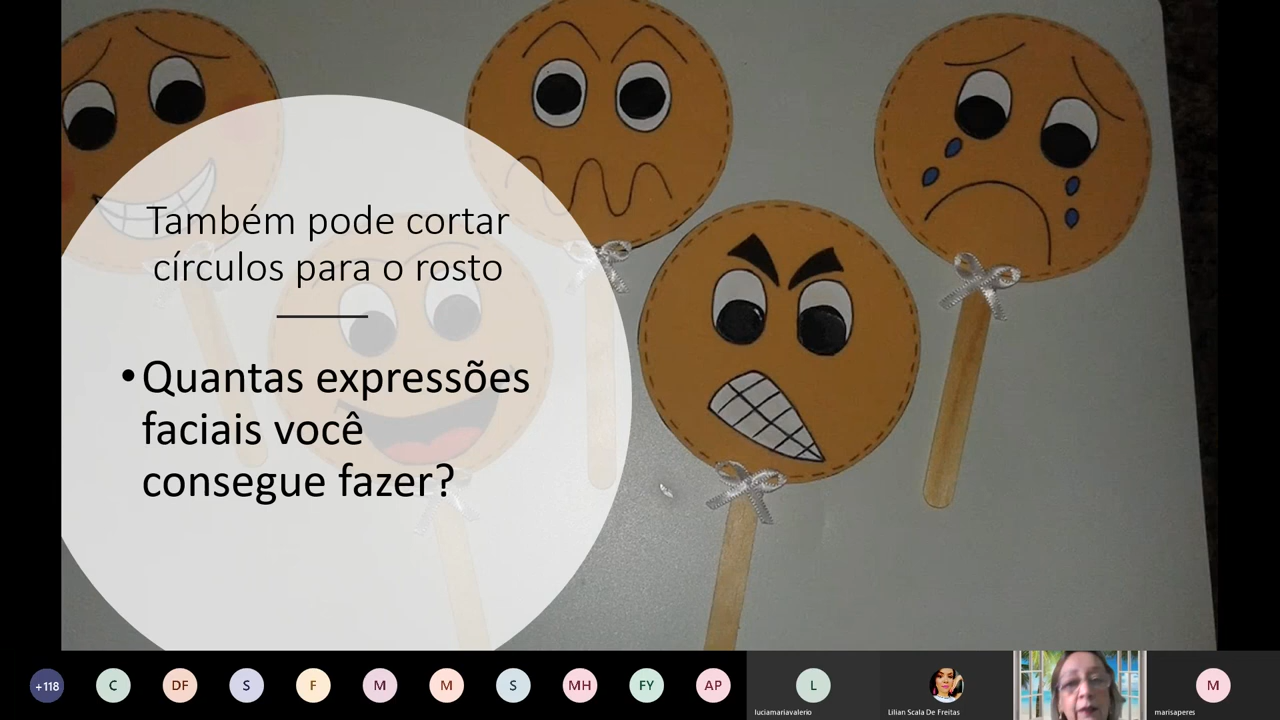 Também pode cortar
círculos para o rosto
•Quantas expressões
faciais você
consegue fazer?
+118
C
DF
S
F
M
M
S
MH
FY
AP
L
luciamariavalerio
Lilian Scala De Freitas
M
marisaperes